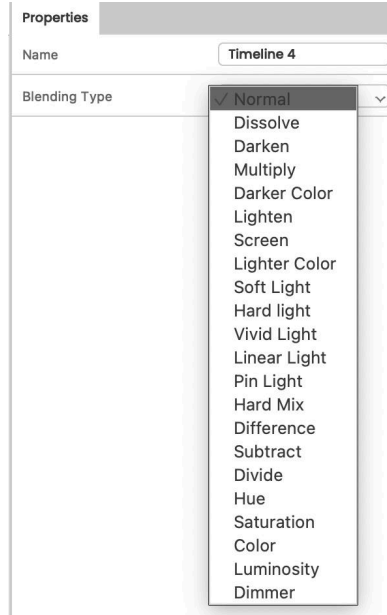 Properties
Name
Timeline 4
Blending Type
✓ Normal
Dissolve
Darken
Multiply
Darker Color
Lighten
Screen
Lighter Color
Soft Light
Hard light
Vivid Light
Linear Light
Pin Light
Hard Mix
Difference
Subtract
Divide
Hue
Saturation
Color
Luminosity
Dimmer